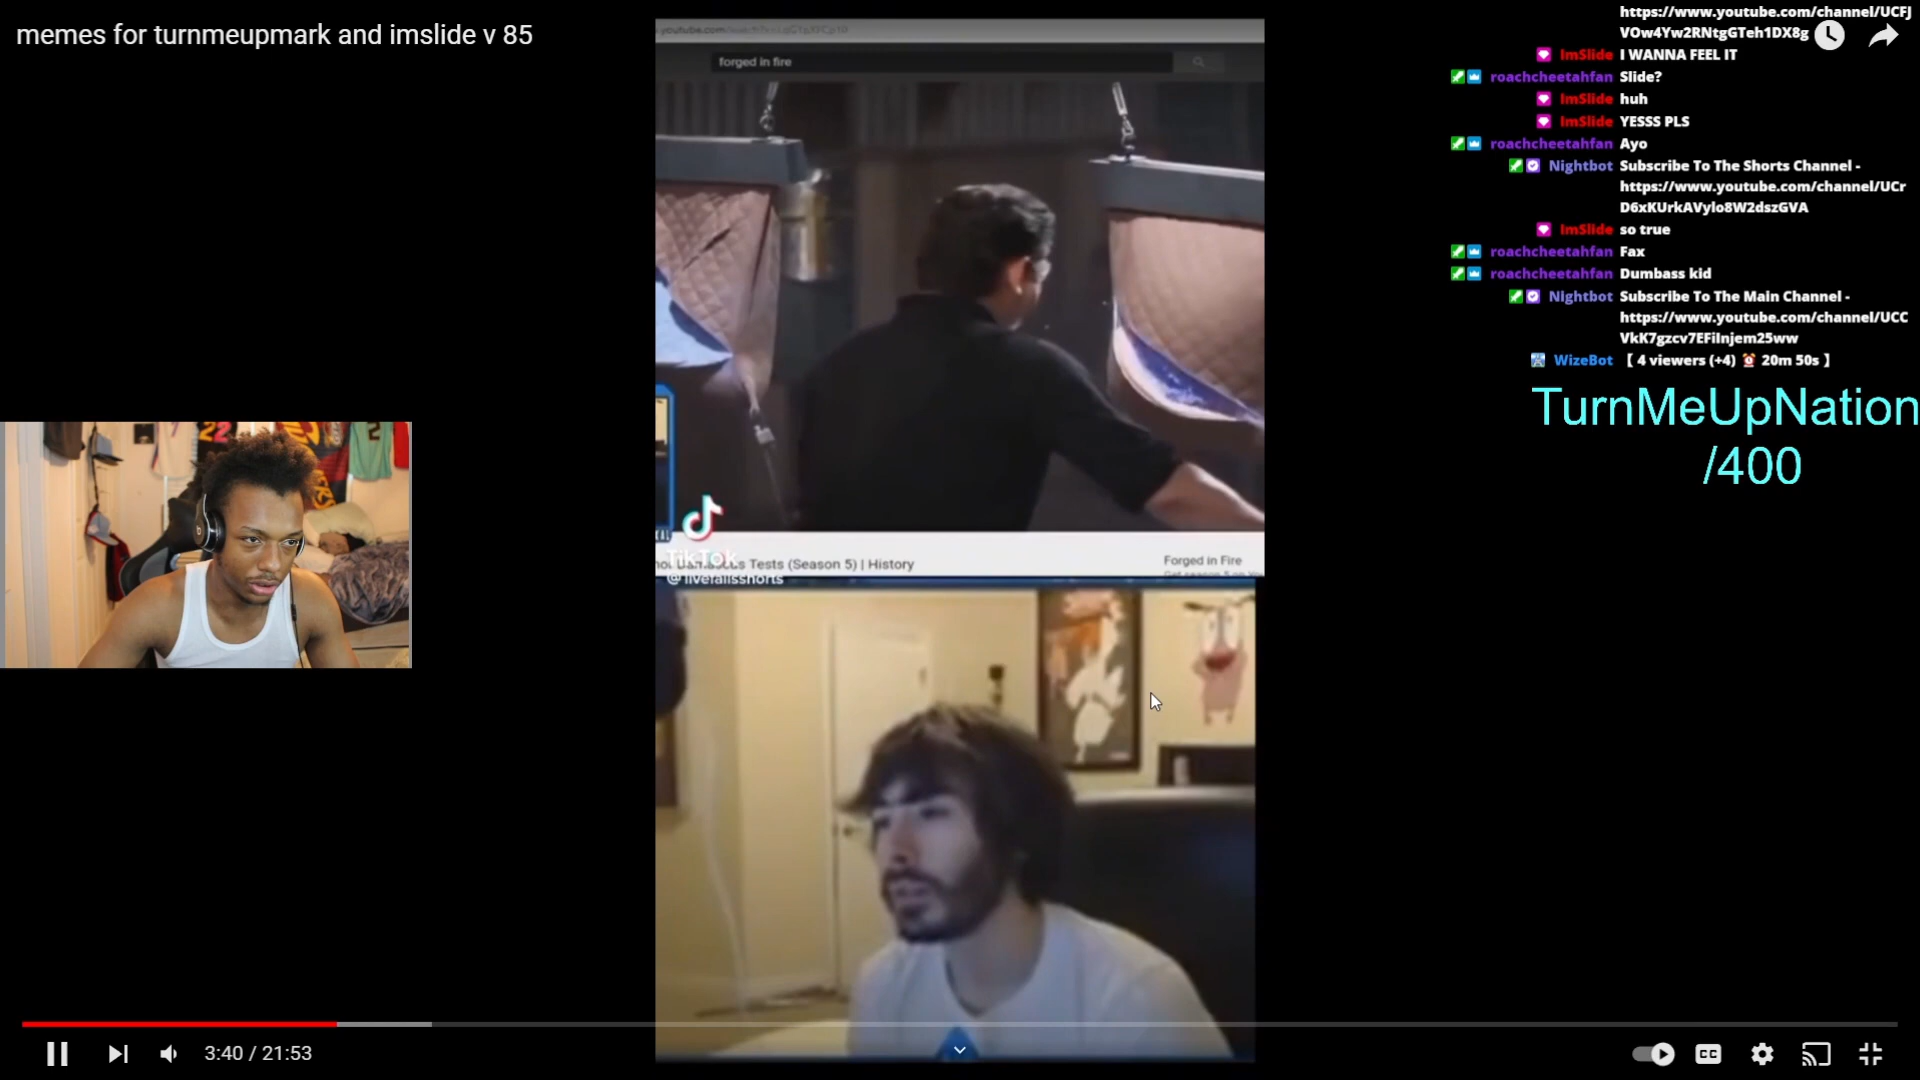 memes for turnmeupmark and imslide v 85
forged in fire
Tests (Season 5) | History
Forged in Fire
TikTok
@livefailsshorts
https://www.youtube.com/channel/UCFJ
VOw4Yw2RNtgGTeh1DX8g
ImSlide I WANNA FEEL IT
roachcheetahfan Slide?
ImSlide huh
ImSlide YESSS PLS
roachcheetahfan Ayo
Nightbot Subscribe To The Shorts Channel -
https://www.youtube.com/channel/UCr
D6xKUrkAVylo8W2dszGVA
ImSlide so true
roachcheetahfan Fax
roachcheetahfan Dumbass kid
Nightbot Subscribe To The Main Channel -
https://www.youtube.com/channel/UCC
VkK7gzcv7EFiInjem25ww
WizeBot 【 4 viewers (+4) ⏰ 20m 50s 】
TurnMeUpNation
/400
3:40 / 21:53
CC